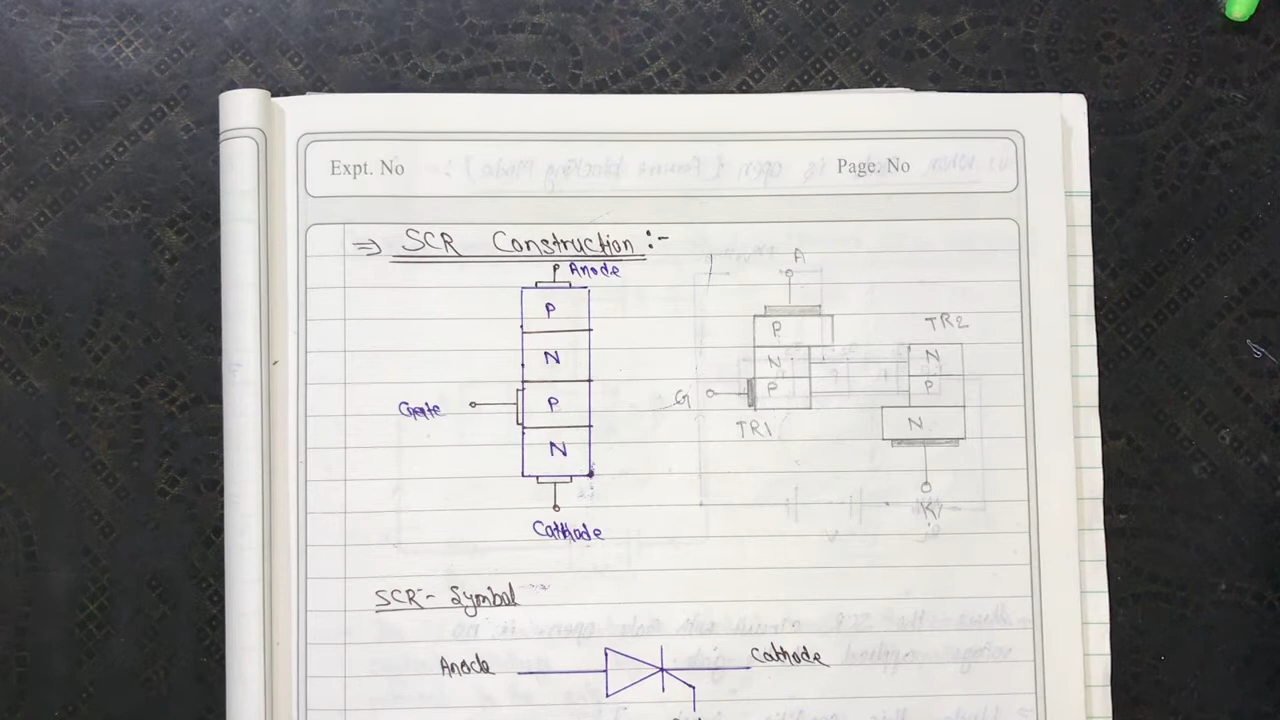 Expt. No
Page. No
=> SCR Construction :-
Anode
P
N
Gate
P
N
Cathode
A
P
N
P
G
TR1
TR2
N
P
N
K
SCR - Symbol
Anode
Cathode